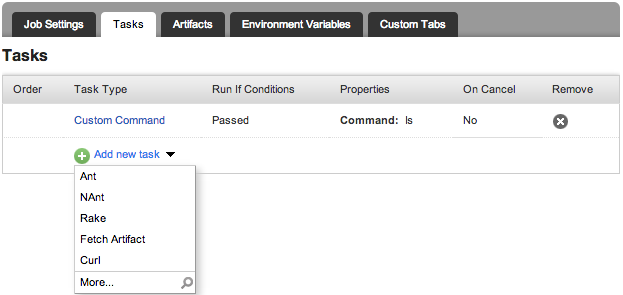 Job Settings Tasks Artifacts Environment Variables Custom Tabs
Tasks
Order Task Type Run If Conditions Properties On Cancel Remove
Custom Command Passed Command: ls No
Add new task
Ant
NAnt
Rake
Fetch Artifact
Curl
More...